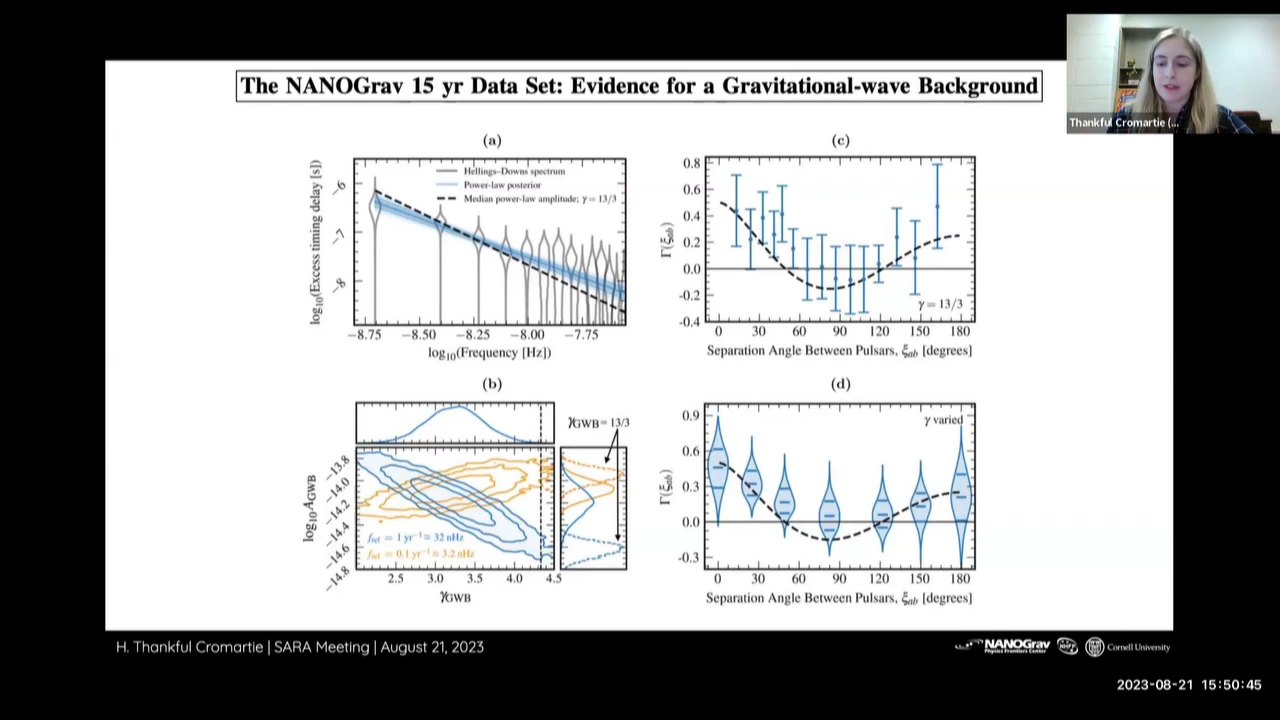 The NANOGrav 15 yr Data Set: Evidence for a Gravitational-wave Background
Thankful Cromartie (...
(a)
Hellings–Downs spectrum
Power-law posterior
Median power-law amplitude; γ = 13/3
log₁₀(Excess timing delay [s])
−6
−7
−8
−8.75 −8.50 −8.25 −8.00 −7.75
log₁₀(Frequency [Hz])
(c)
Γ(ξab)
0.8
0.6
0.4
0.2
0.0
-0.2
-0.4
γ = 13/3
0 30 60 90 120 150 180
Separation Angle Between Pulsars, ξab [degrees]
(b)
γGWB = 13/3
log₁₀AGWB
−13.8
−14.0
−14.2
−14.4
−14.6
−14.8
fref = 1 yr⁻¹ ≈ 32 nHz
fref = 0.1 yr⁻¹ ≈ 3.2 nHz
2.5 3.0 3.5 4.0 4.5
γGWB
(d)
γ varied
Γ(ξab)
0.9
0.6
0.3
0.0
-0.3
0 30 60 90 120 150 180
Separation Angle Between Pulsars, ξab [degrees]
H. Thankful Cromartie | SARA Meeting | August 21, 2023
NANOGrav
Physics Frontiers Center
Cornell University
2023-08-21 15:50:45